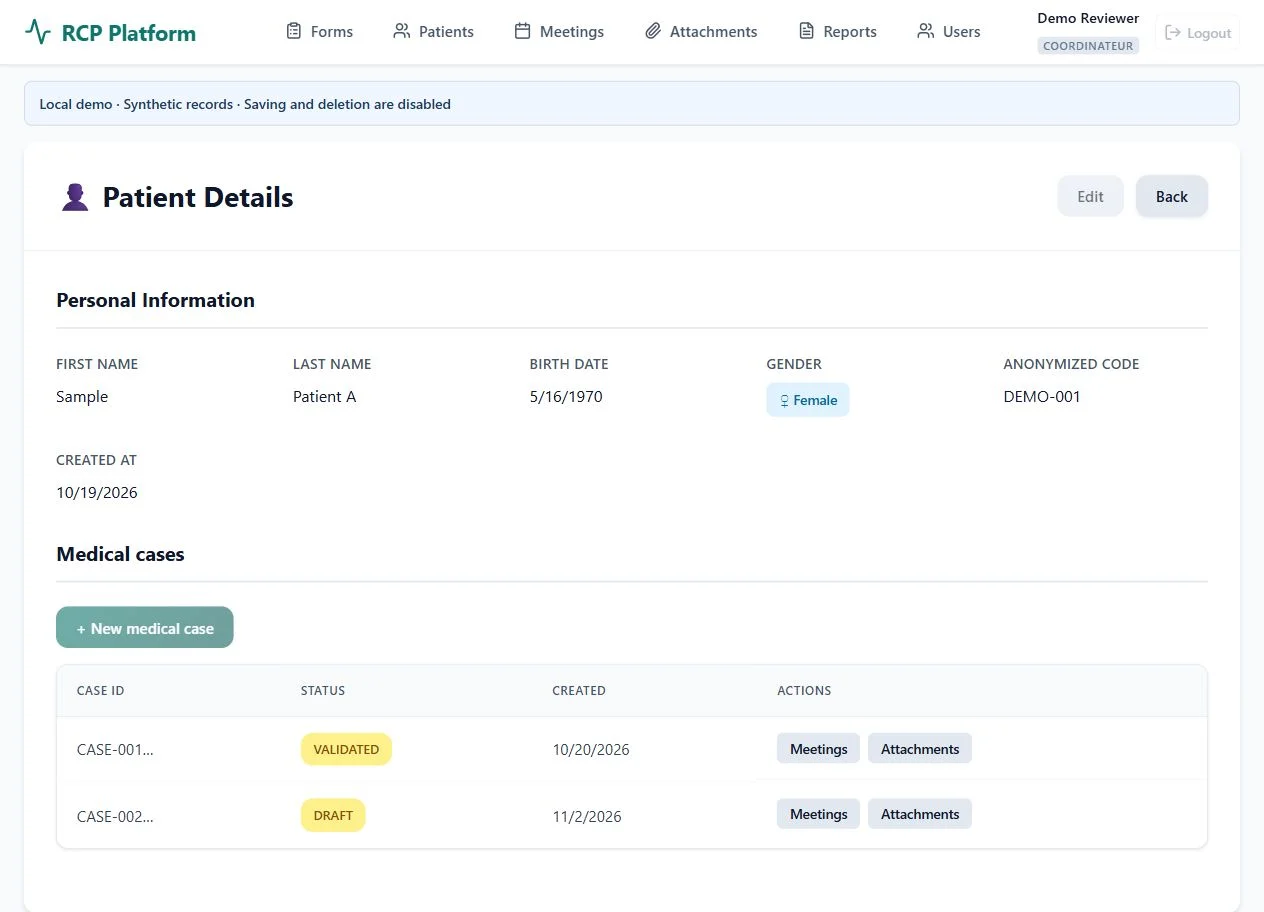 RCP Platform
Forms
Patients
Meetings
Attachments
Reports
Users
Demo Reviewer
COORDINATEUR
Logout
Local demo · Synthetic records · Saving and deletion are disabled
Patient Details
Edit
Back
Personal Information
FIRST NAME LAST NAME BIRTH DATE GENDER ANONYMIZED CODE
Sample Patient A 5/16/1970 ♀ Female DEMO-001
CREATED AT
10/19/2026
Medical cases
+ New medical case
CASE ID STATUS CREATED ACTIONS
CASE-001... VALIDATED 10/20/2026 Meetings Attachments
CASE-002... DRAFT 11/2/2026 Meetings Attachments